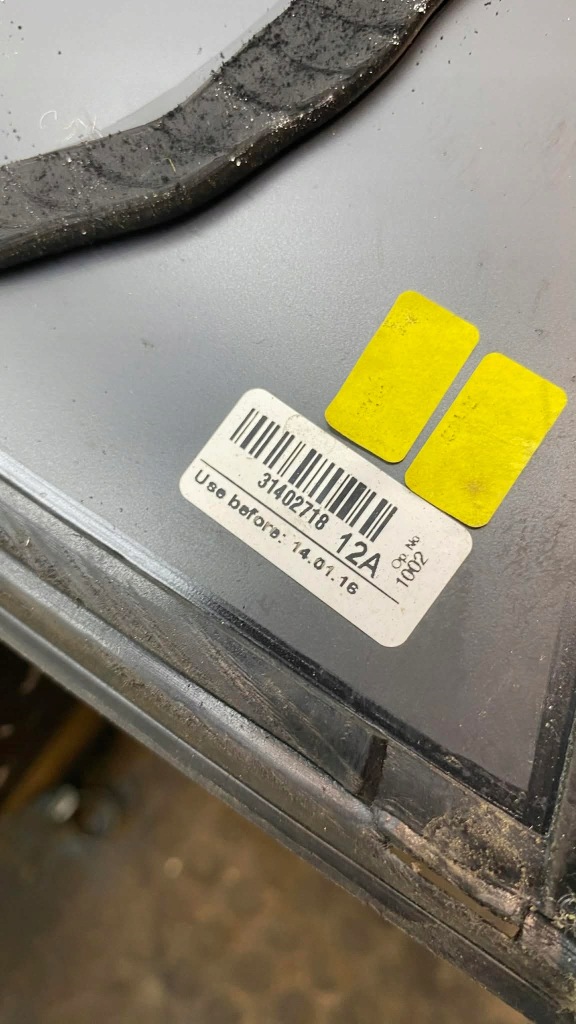 31402718 12A
Use before: 14.01.16
Op. No
1002